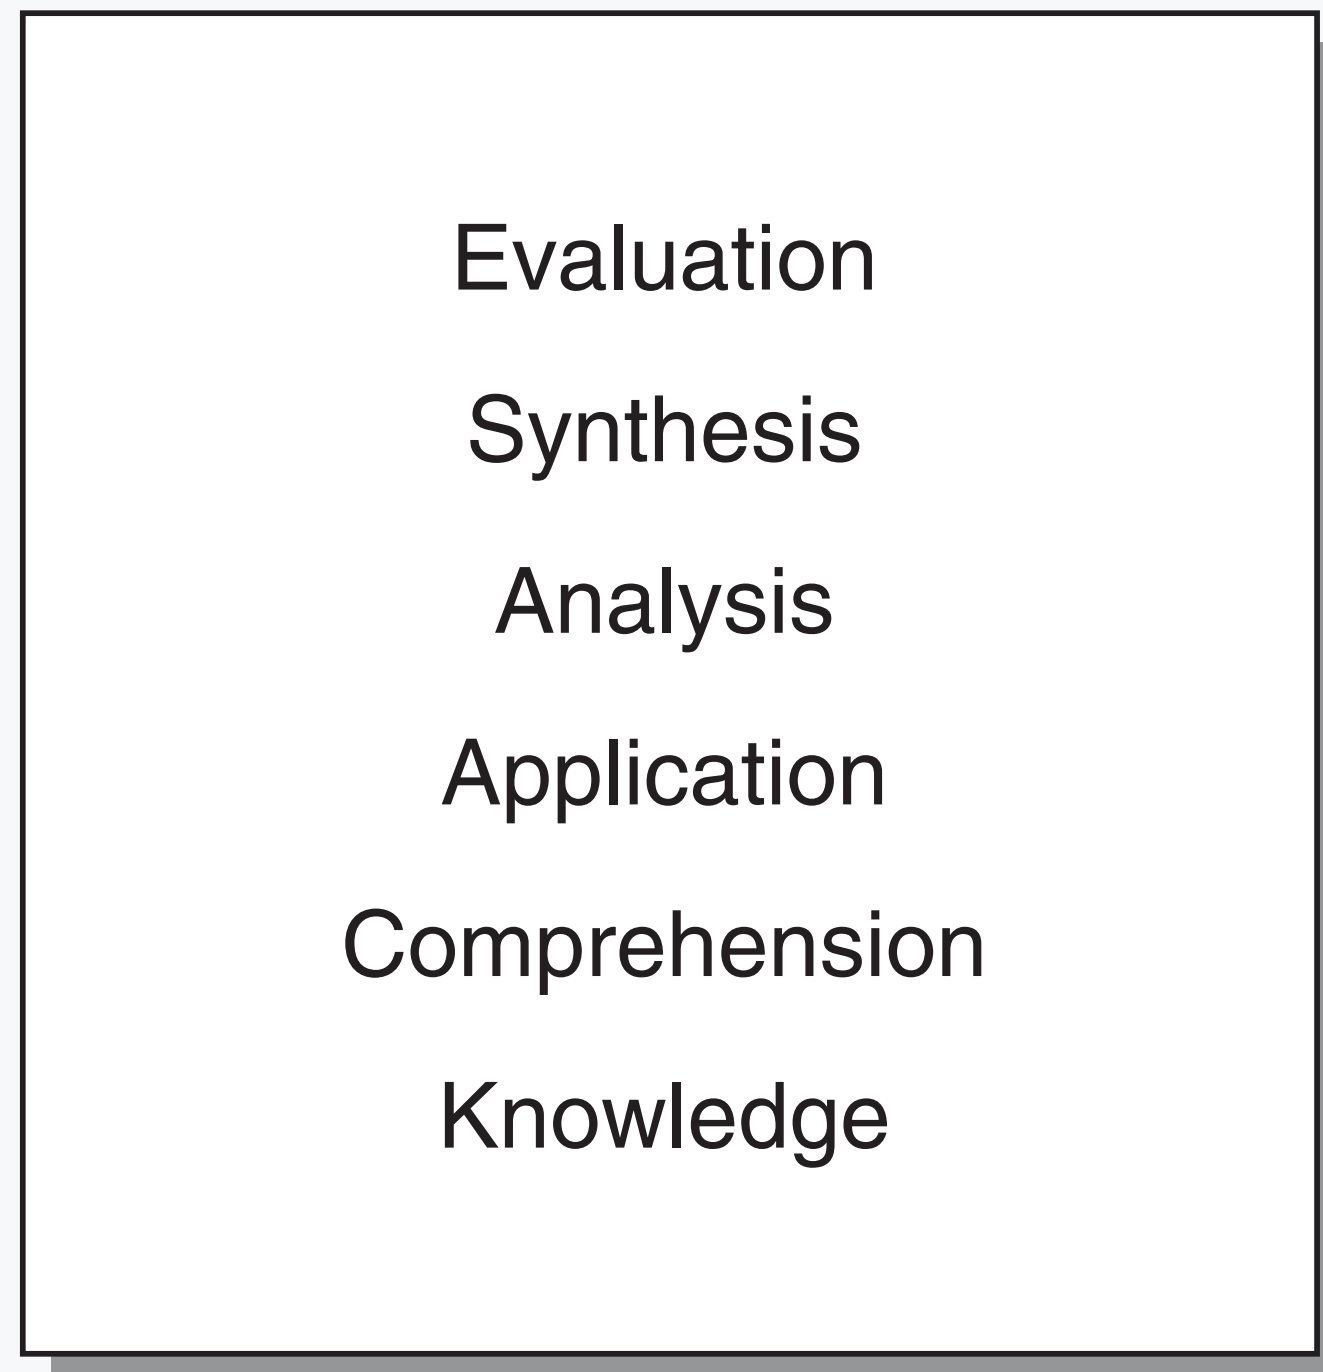 Evaluation
Synthesis
Analysis
Application
Comprehension
Knowledge